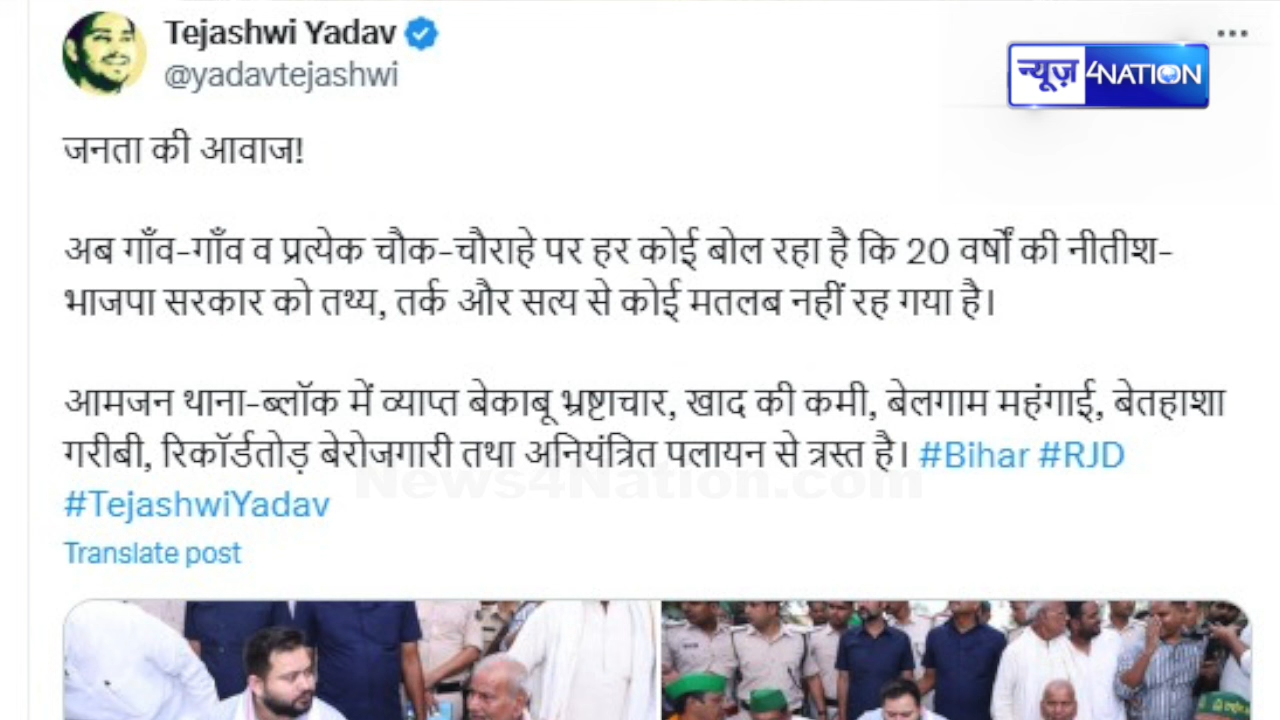 Tejashwi Yadav
@yadavtejashwi
न्यूज़ 4NATION
जनता की आवाज!
अब गाँव-गाँव व प्रत्येक चौक-चौराहे पर हर कोई बोल रहा है कि 20 वर्षों की नीतीश-
भाजपा सरकार को तथ्य, तर्क और सत्य से कोई मतलब नहीं रह गया है।
आमजन थाना-ब्लॉक में व्याप्त बेकाबू भ्रष्टाचार, खाद की कमी, बेलगाम महंगाई, बेतहाशा
गरीबी, रिकॉर्डतोड़ बेरोजगारी तथा अनियंत्रित पलायन से त्रस्त है। #Bihar #RJD
News4Nation.com
#TejashwiYadav
Translate post